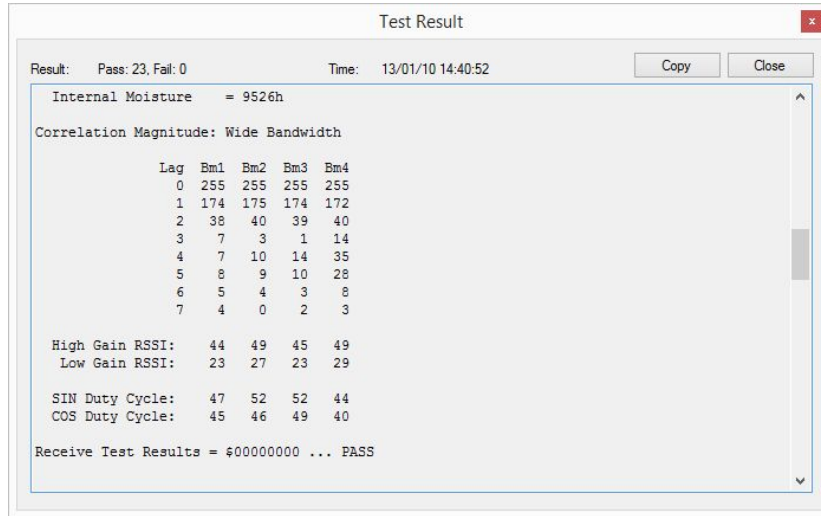 Test Result
x
Result: Pass: 23, Fail: 0 Time: 13/01/10 14:40:52 Copy Close
Internal Moisture = 9526h
Correlation Magnitude: Wide Bandwidth
Lag Bm1 Bm2 Bm3 Bm4
0 255 255 255 255
1 174 175 174 172
2 38 40 39 40
3 7 3 1 14
4 7 10 14 35
5 8 9 10 28
6 5 4 3 8
7 4 0 2 3
High Gain RSSI: 44 49 45 49
Low Gain RSSI: 23 27 23 29
SIN Duty Cycle: 47 52 52 44
COS Duty Cycle: 45 46 49 40
Receive Test Results = $00000000 ... PASS